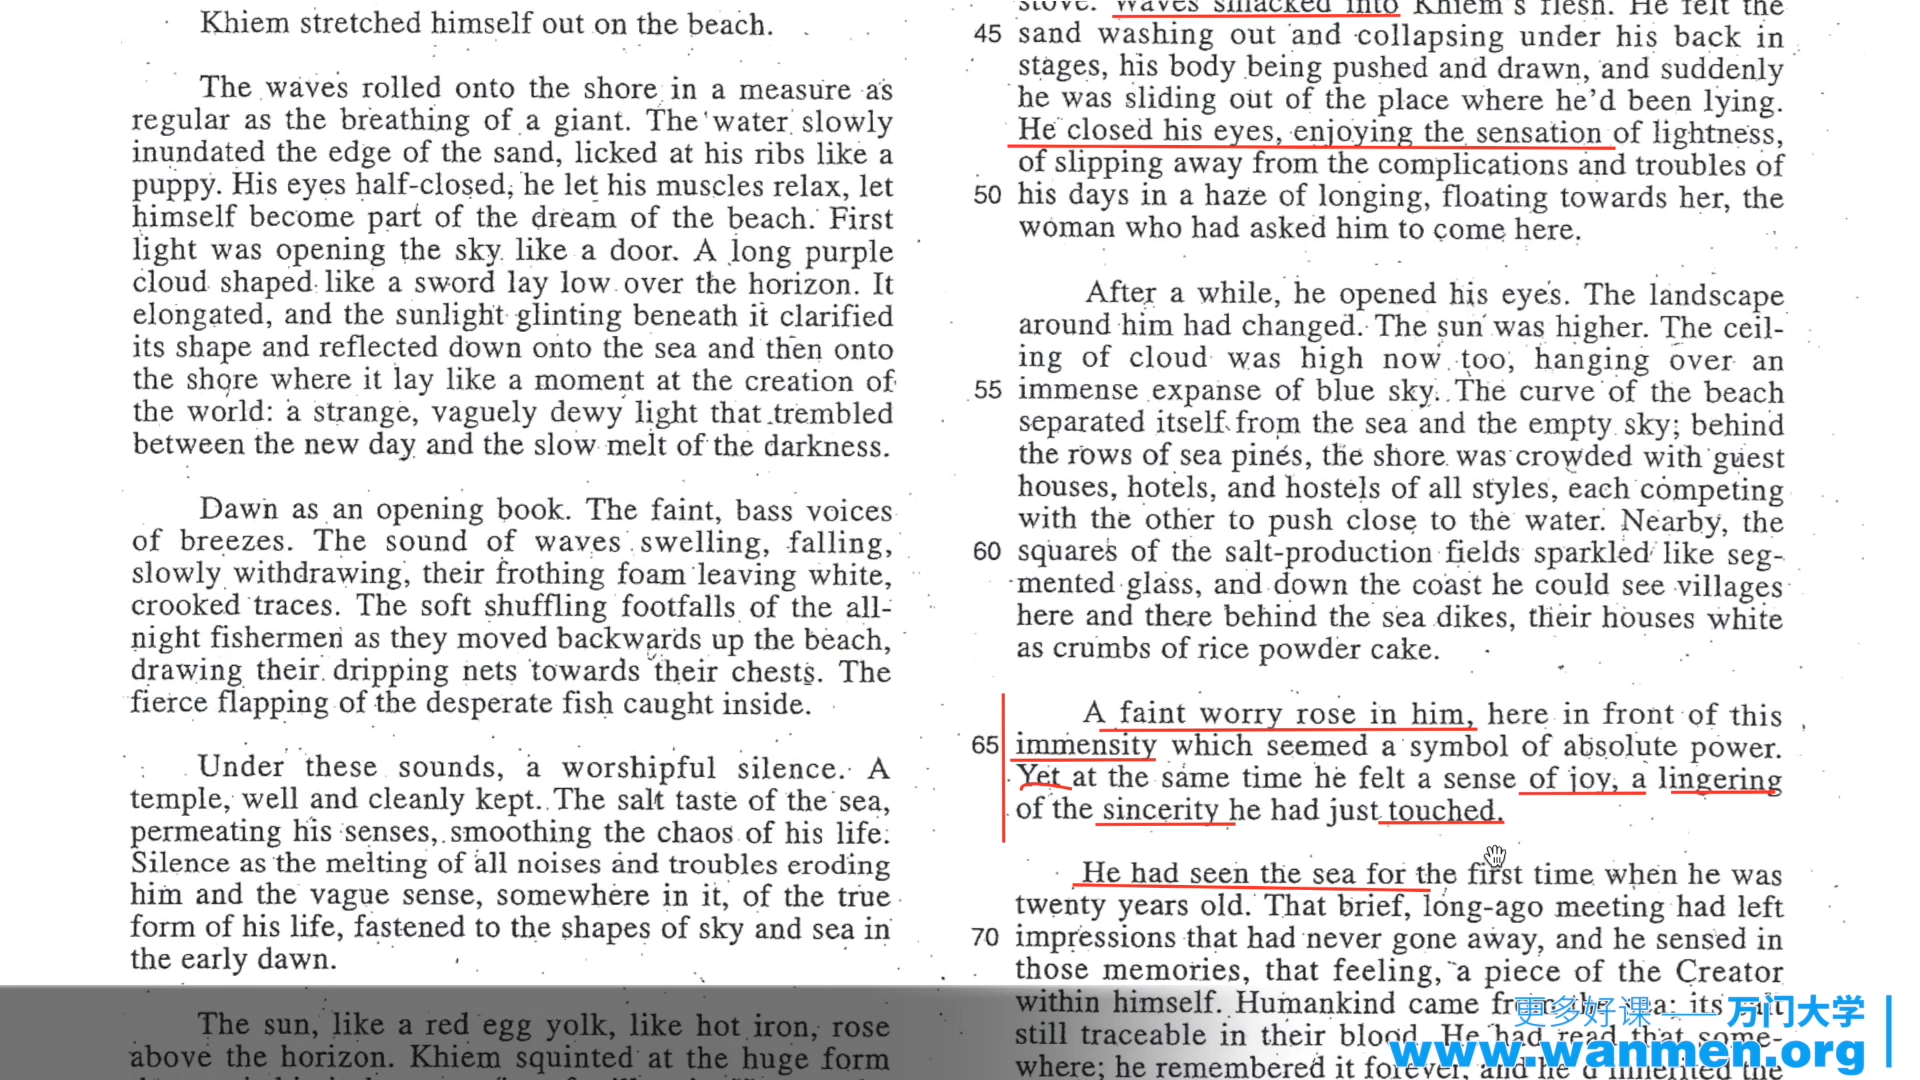 Khiem stretched himself out on the beach.
The waves rolled onto the shore in a measure as
regular as the breathing of a giant. The water slowly
inundated the edge of the sand, licked at his ribs like a
puppy. His eyes half-closed, he let his muscles relax, let
himself become part of the dream of the beach. First
light was opening the sky like a door. A long purple
cloud shaped like a sword lay low over the horizon. It
elongated, and the sunlight glinting beneath it clarified
its shape and reflected down onto the sea and then onto
the shore where it lay like a moment at the creation of
the world: a strange, vaguely dewy light that trembled
between the new day and the slow melt of the darkness.
Dawn as an opening book. The faint, bass voices
of breezes. The sound of waves swelling, falling,
slowly withdrawing, their frothing foam leaving white,
crooked traces. The soft shuffling footfalls of the all-
night fishermen as they moved backwards up the beach,
drawing their dripping nets towards their chests. The
fierce flapping of the desperate fish caught inside.
Under these sounds, a worshipful silence. A
temple, well and cleanly kept. The salt taste of the sea,
permeating his senses, smoothing the chaos of his life.
Silence as the melting of all noises and troubles eroding
him and the vague sense, somewhere in it, of the true
form of his life, fastened to the shapes of sky and sea in
the early dawn.
The sun, like a red egg yolk, like hot iron, rose
above the horizon. Khiem squinted at the huge form
stove. Waves smacked into Khiem's flesh. He felt the
45 sand washing out and collapsing under his back in
stages, his body being pushed and drawn, and suddenly
he was sliding out of the place where he'd been lying.
He closed his eyes, enjoying the sensation of lightness,
of slipping away from the complications and troubles of
50 his days in a haze of longing, floating towards her, the
woman who had asked him to come here.
After a while, he opened his eyes. The landscape
around him had changed. The sun was higher. The ceil-
ing of cloud was high now too, hanging over an
55 immense expanse of blue sky. The curve of the beach
separated itself from the sea and the empty sky; behind
the rows of sea pines, the shore was crowded with guest
houses, hotels, and hostels of all styles, each competing
with the other to push close to the water. Nearby, the
60 squares of the salt-production fields sparkled like seg-
mented glass, and down the coast he could see villages
here and there behind the sea dikes, their houses white
as crumbs of rice powder cake.
A faint worry rose in him, here in front of this
65 immensity which seemed a symbol of absolute power.
Yet at the same time he felt a sense of joy, a lingering
of the sincerity he had just touched.
He had seen the sea for the first time when he was
twenty years old. That brief, long-ago meeting had left
70 impressions that had never gone away, and he sensed in
those memories, that feeling, a piece of the Creator
within himself. Humankind came from the sea; its salt
still traceable in their blood. He had read that some-
where; he remembered it forever, and he'd inherited the
更多好课 —— 万门大学
www.wanmen.org